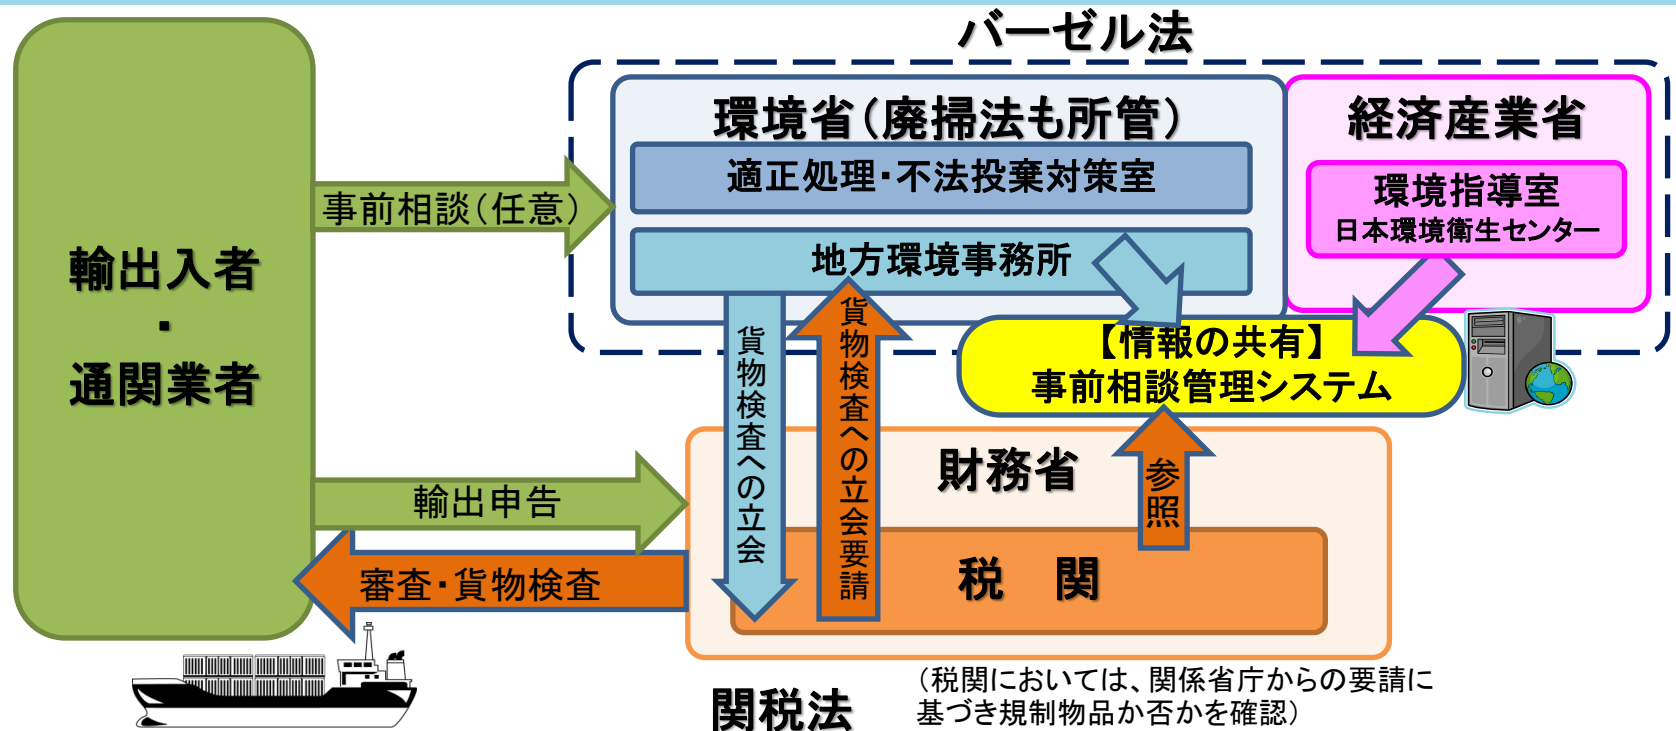 バーゼル法
環境省（廃掃法も所管）
適正処理・不法投棄対策室
地方環境事務所
経済産業省
環境指導室
日本環境衛生センター
輸出入者
・
通関業者
事前相談（任意）
【情報の共有】
事前相談管理システム
貨物検査への立会
貨物検査への立会要請
参照
輸出申告
審査・貨物検査
財務省
税　関
関税法
（税関においては、関係省庁からの要請に
基づき規制物品か否かを確認）